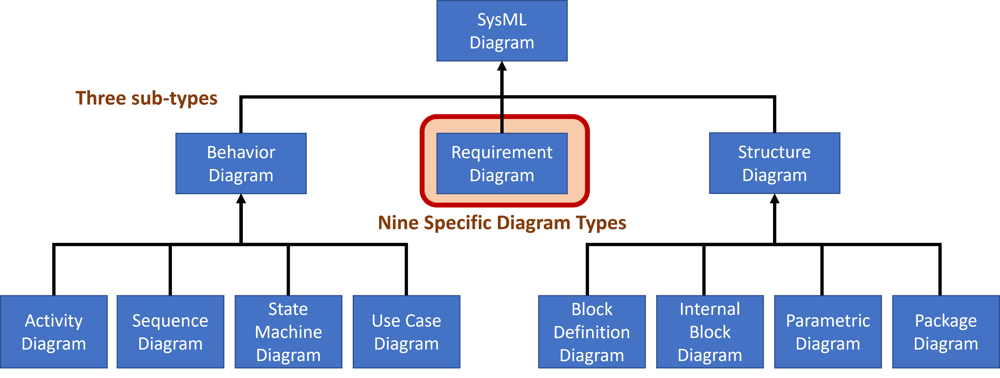 SysML
Diagram
Three sub-types
Behavior
Diagram
Requirement
Diagram
Structure
Diagram
Nine Specific Diagram Types
Activity
Diagram
Sequence
Diagram
State
Machine
Diagram
Use Case
Diagram
Block
Definition
Diagram
Internal
Block
Diagram
Parametric
Diagram
Package
Diagram